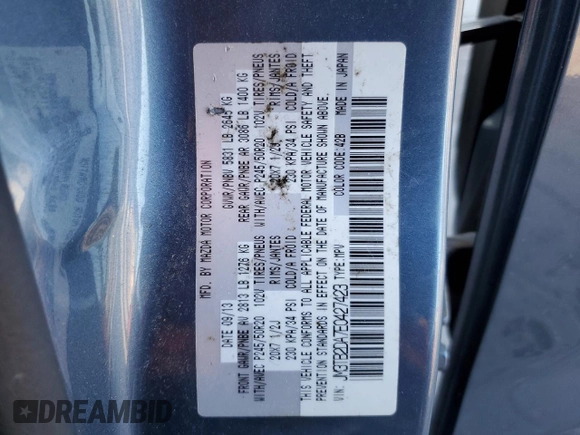 MFD. BY MAZDA MOTOR CORPORATION
DATE 09/13 GVWR/PNBV 5831 LB 2645 KG
FRONT GAWR/PNBE AV 2813 LB 1276 KG REAR GAWR/PNBE AR 3086 LB 1400 KG
WITH/AVEC P245/50R20 102V TIRES/PNEUS WITH/AVEC P245/50R20 102V TIRES/PNEUS
20X7 1/2J RIMS/JANTES 20X7 1/2J RIMS/JANTES
230 KPA/34 PSI COLD/A FROID 230 KPA/34 PSI COLD/A FROID
THIS VEHICLE CONFORMS TO ALL APPLICABLE FEDERAL MOTOR VEHICLE SAFETY AND THEFT
PREVENTION STANDARDS IN EFFECT ON THE DATE OF MANUFACTURE SHOWN ABOVE.
VIN: JM3TB2DA7E0427423 TYPE: MPV COLOR CODE: 42B MADE IN JAPAN
DIRECT CARS BIDS.COM